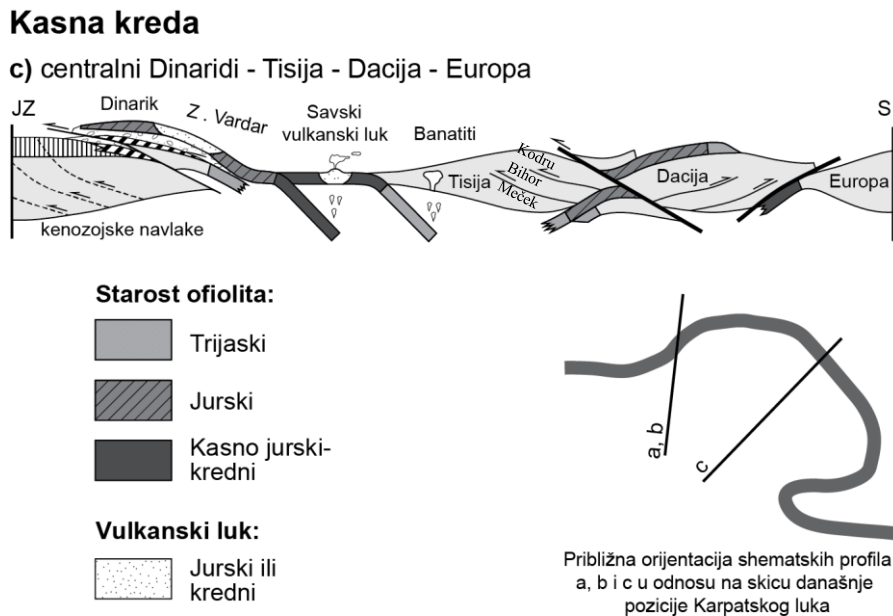 Kasna kreda
c) centralni Dinaridi - Tisija - Dacija - Europa
JZ
Dinarik
Z . Vardar
Savski
vulkanski luk
Banatiti
S
Tisija
Kodru
Bihor
Meček
Dacija
Europa
kenozojske navlake
Starost ofiolita:
Trijaski
Jurski
Kasno jurski-
kredni
Vulkanski luk:
Jurski ili
kredni
a, b
c
Približna orijentacija shematskih profila
a, b i c u odnosu na skicu današnje
pozicije Karpatskog luka